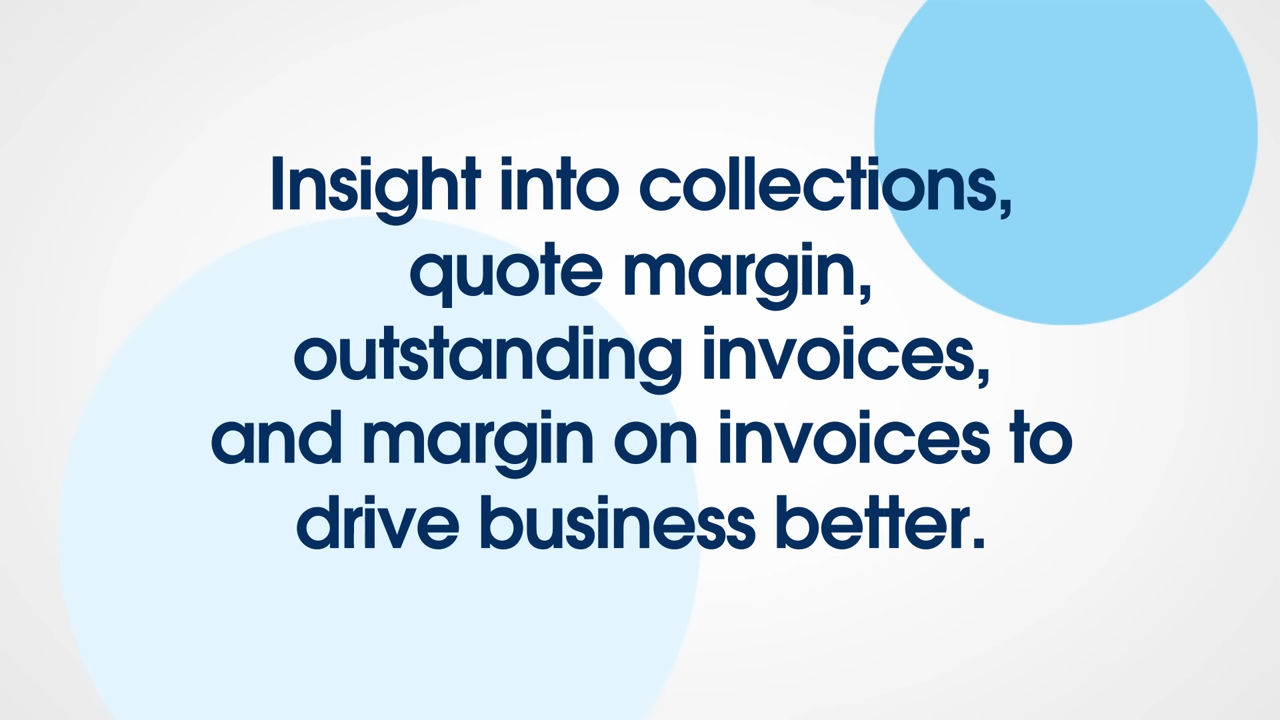 Insight into collections,
quote margin,
outstanding invoices,
and margin on invoices to
drive business better.